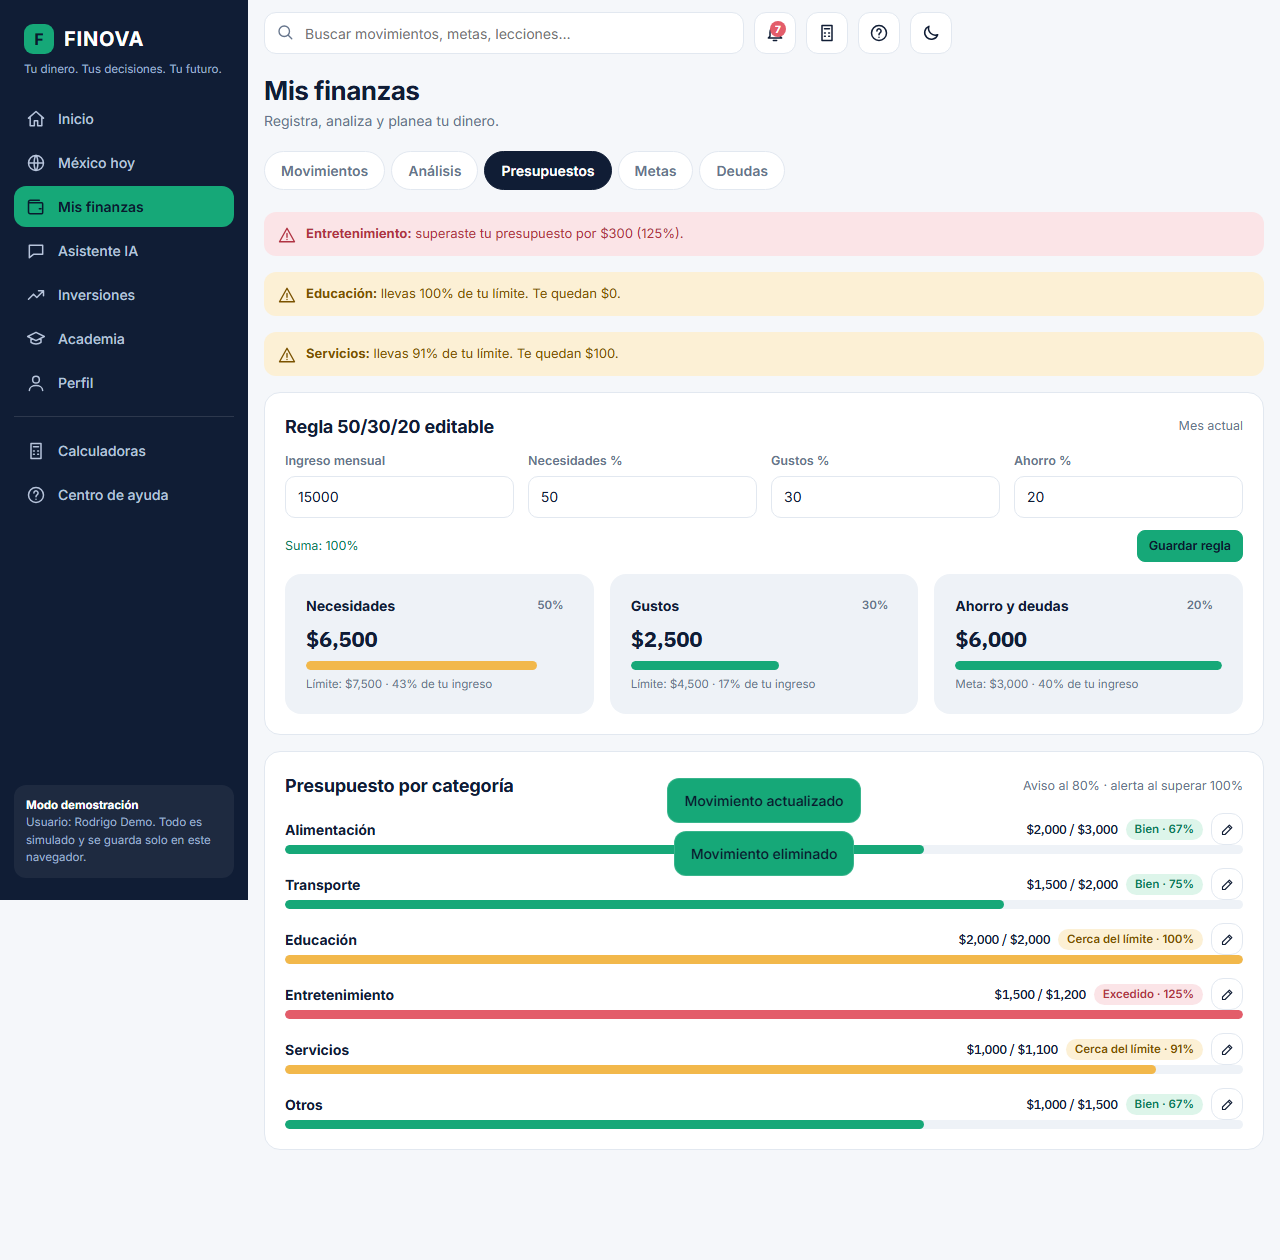 F FINOVA
Tu dinero. Tus decisiones. Tu futuro.
Inicio
México hoy
Mis finanzas
Asistente IA
Inversiones
Academia
Perfil
Calculadoras
Centro de ayuda
Modo demostración
Usuario: Rodrigo Demo. Todo es
simulado y se guarda solo en este
navegador.
Buscar movimientos, metas, lecciones...
7
Mis finanzas
Registra, analiza y planea tu dinero.
Movimientos Análisis Presupuestos Metas Deudas
Entretenimiento: superaste tu presupuesto por $300 (125%).
Educación: llevas 100% de tu límite. Te quedan $0.
Servicios: llevas 91% de tu límite. Te quedan $100.
Regla 50/30/20 editable Mes actual
Ingreso mensual Necesidades % Gustos % Ahorro %
15000 50 30 20
Suma: 100% Guardar regla
Necesidades 50%
$6,500
Límite: $7,500 · 43% de tu ingreso
Gustos 30%
$2,500
Límite: $4,500 · 17% de tu ingreso
Ahorro y deudas 20%
$6,000
Meta: $3,000 · 40% de tu ingreso
Presupuesto por categoría Aviso al 80% · alerta al superar 100%
Movimiento actualizado
Movimiento eliminado
Alimentación $2,000 / $3,000 Bien · 67%
Transporte $1,500 / $2,000 Bien · 75%
Educación $2,000 / $2,000 Cerca del límite · 100%
Entretenimiento $1,500 / $1,200 Excedido · 125%
Servicios $1,000 / $1,100 Cerca del límite · 91%
Otros $1,000 / $1,500 Bien · 67%